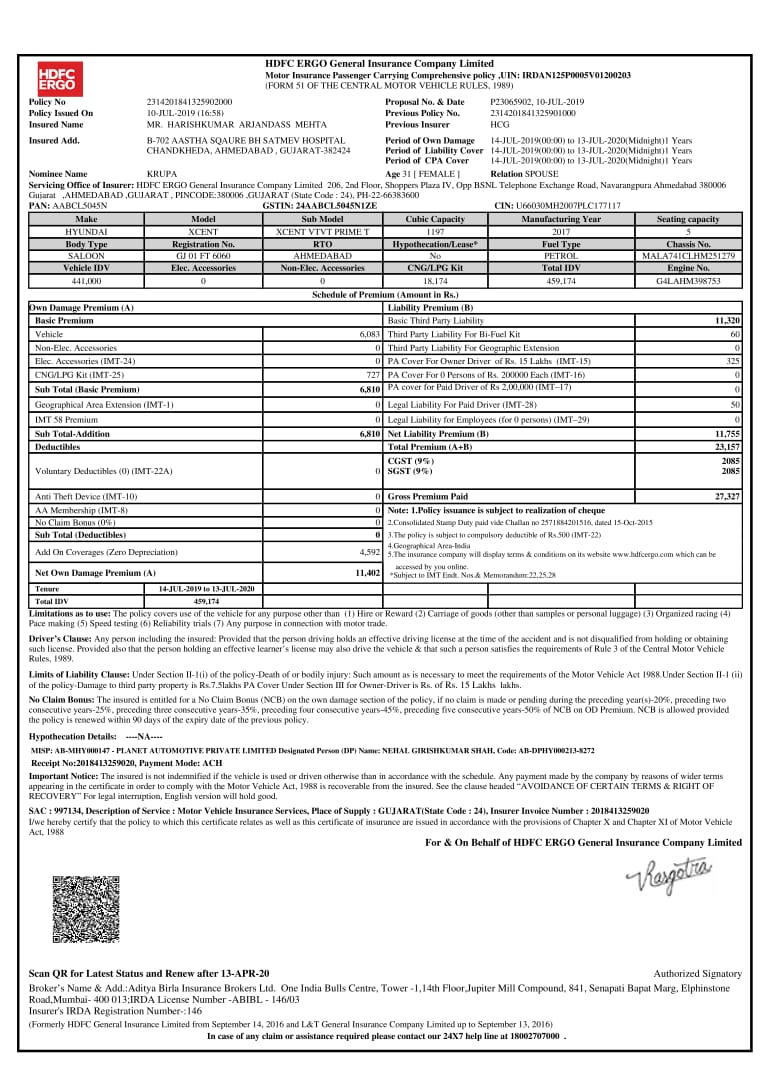 HDFC
ERGO
HDFC ERGO General Insurance Company Limited
Motor Insurance Passenger Carrying Comprehensive policy ,UIN: IRDAN125P0005V01200203
(FORM 51 OF THE CENTRAL MOTOR VEHICLE RULES, 1989)
Policy No 2314201841325902000 Proposal No. & Date P23065902, 10-JUL-2019
Policy Issued On 10-JUL-2019 (16:58) Previous Policy No. 2314201841325901000
Insured Name MR. HARISHKUMAR ARJANDASS MEHTA Previous Insurer HCG
Insured Add. B-702 AASTHA SQAURE BH SATMEV HOSPITAL Period of Own Damage 14-JUL-2019(00:00) to 13-JUL-2020(Midnight)1 Years
CHANDKHEDA, AHMEDABAD , GUJARAT-382424 Period of Liability Cover 14-JUL-2019(00:00) to 13-JUL-2020(Midnight)1 Years
Period of CPA Cover 14-JUL-2019(00:00) to 13-JUL-2020(Midnight)1 Years
Nominee Name KRUPA Age 31 [ FEMALE ] Relation SPOUSE
Servicing Office of Insurer: HDFC ERGO General Insurance Company Limited 206, 2nd Floor, Shoppers Plaza IV, Opp BSNL Telephone Exchange Road, Navarangpura Ahmedabad 380006
Gujarat ,AHMEDABAD ,GUJARAT , PINCODE:380006 ,GUJARAT (State Code : 24), PH-22-66383600
PAN: AABCL5045N GSTIN: 24AABCL5045N1ZE CIN: U66030MH2007PLC177117
Make Model Sub Model Cubic Capacity Manufacturing Year Seating capacity
HYUNDAI XCENT XCENT VTVT PRIME T 1197 2017 5
Body Type Registration No. RTO Hypothecation/Lease* Fuel Type Chassis No.
SALOON GJ 01 FT 6060 AHMEDABAD No PETROL MALA741CLHM251279
Vehicle IDV Elec. Accessories Non-Elec. Accessories CNG/LPG Kit Total IDV Engine No.
441,000 0 0 18,174 459,174 G4LAHM398753
Schedule of Premium (Amount in Rs.)
Own Damage Premium (A) Liability Premium (B)
Basic Premium Basic Third Party Liability 11,320
Vehicle 6,083 Third Party Liability For Bi-Fuel Kit 60
Non-Elec. Accessories 0 Third Party Liability For Geographic Extension 0
Elec. Accessories (IMT-24) 0 PA Cover For Owner Driver of Rs. 15 Lakhs (IMT-15) 325
CNG/LPG Kit (IMT-25) 727 PA Cover For 0 Persons of Rs. 200000 Each (IMT-16) 0
Sub Total (Basic Premium) 6,810 PA cover for Paid Driver of Rs 2,00,000 (IMT–17) 0
Geographical Area Extension (IMT-1) 0 Legal Liability For Paid Driver (IMT-28) 50
IMT 58 Premium 0 Legal Liability for Employees (for 0 persons) (IMT–29) 0
Sub Total-Addition 6,810 Net Liability Premium (B) 11,755
Deductibles Total Premium (A+B) 23,157
CGST (9%) 2085
Voluntary Deductibles (0) (IMT-22A) 0 SGST (9%) 2085
Anti Theft Device (IMT-10) 0 Gross Premium Paid 27,327
AA Membership (IMT-8) 0 Note: 1.Policy issuance is subject to realization of cheque
No Claim Bonus (0%) 0 2.Consolidated Stamp Duty paid vide Challan no 2571884201516, dated 15-Oct-2015
Sub Total (Deductibles) 0 3.The policy is subject to compulsory deductible of Rs.500 (IMT-22)
4.Geographical Area-India
Add On Coverages (Zero Depreciation) 4,592 5.The insurance company will display terms & conditions on its website www.hdfcergo.com which can be
accessed by you online.
Net Own Damage Premium (A) 11,402 *Subject to IMT Endt. Nos.& Memorandum:22,25,28
Tenure 14-JUL-2019 to 13-JUL-2020
Total IDV 459,174
Limitations as to use: The policy covers use of the vehicle for any purpose other than (1) Hire or Reward (2) Carriage of goods (other than samples or personal luggage) (3) Organized racing (4)
Pace making (5) Speed testing (6) Reliability trials (7) Any purpose in connection with motor trade.
Driver's Clause: Any person including the insured: Provided that the person driving holds an effective driving license at the time of the accident and is not disqualified from holding or obtaining
such license. Provided also that the person holding an effective learner's license may also drive the vehicle & that such a person satisfies the requirements of Rule 3 of the Central Motor Vehicle
Rules, 1989.
Limits of Liability Clause: Under Section II-1(i) of the policy-Death of or bodily injury: Such amount as is necessary to meet the requirements of the Motor Vehicle Act 1988.Under Section II-1 (ii)
of the policy-Damage to third party property is Rs.7.5lakhs PA Cover Under Section III for Owner-Driver is Rs. of Rs. 15 Lakhs lakhs.
No Claim Bonus: The insured is entitled for a No Claim Bonus (NCB) on the own damage section of the policy, if no claim is made or pending during the preceding year(s)-20%, preceding two
consecutive years-25%, preceding three consecutive years-35%, preceding four consecutive years-45%, preceding five consecutive years-50% of NCB on OD Premium. NCB is allowed provided
the policy is renewed within 90 days of the expiry date of the previous policy.
Hypothecation Details: ----NA----
MISP: AB-MHY000147 - PLANET AUTOMOTIVE PRIVATE LIMITED Designated Person (DP) Name: NEHAL GIRISHKUMAR SHAH, Code: AB-DPHY000213-8272
Receipt No:2018413259020, Payment Mode: ACH
Important Notice: The insured is not indemnified if the vehicle is used or driven otherwise than in accordance with the schedule. Any payment made by the company by reasons of wider terms
appearing in the certificate in order to comply with the Motor Vehicle Act, 1988 is recoverable from the insured. See the clause headed “AVOIDANCE OF CERTAIN TERMS & RIGHT OF
RECOVERY” For legal interruption, English version will hold good.
SAC : 997134, Description of Service : Motor Vehicle Insurance Services, Place of Supply : GUJARAT(State Code : 24), Insurer Invoice Number : 2018413259020
I/we hereby certify that the policy to which this certificate relates as well as this certificate of insurance are issued in accordance with the provisions of Chapter X and Chapter XI of Motor Vehicle
Act, 1988
For & On Behalf of HDFC ERGO General Insurance Company Limited
Scan QR for Latest Status and Renew after 13-APR-20 Authorized Signatory
Broker's Name & Add.:Aditya Birla Insurance Brokers Ltd. One India Bulls Centre, Tower -1,14th Floor,Jupiter Mill Compound, 841, Senapati Bapat Marg, Elphinstone
Road,Mumbai- 400 013;IRDA License Number -ABIBL - 146/03
Insurer's IRDA Registration Number-:146
(Formerly HDFC General Insurance Limited from September 14, 2016 and L&T General Insurance Company Limited up to September 13, 2016)
In case of any claim or assistance required please contact our 24X7 help line at 18002707000 .